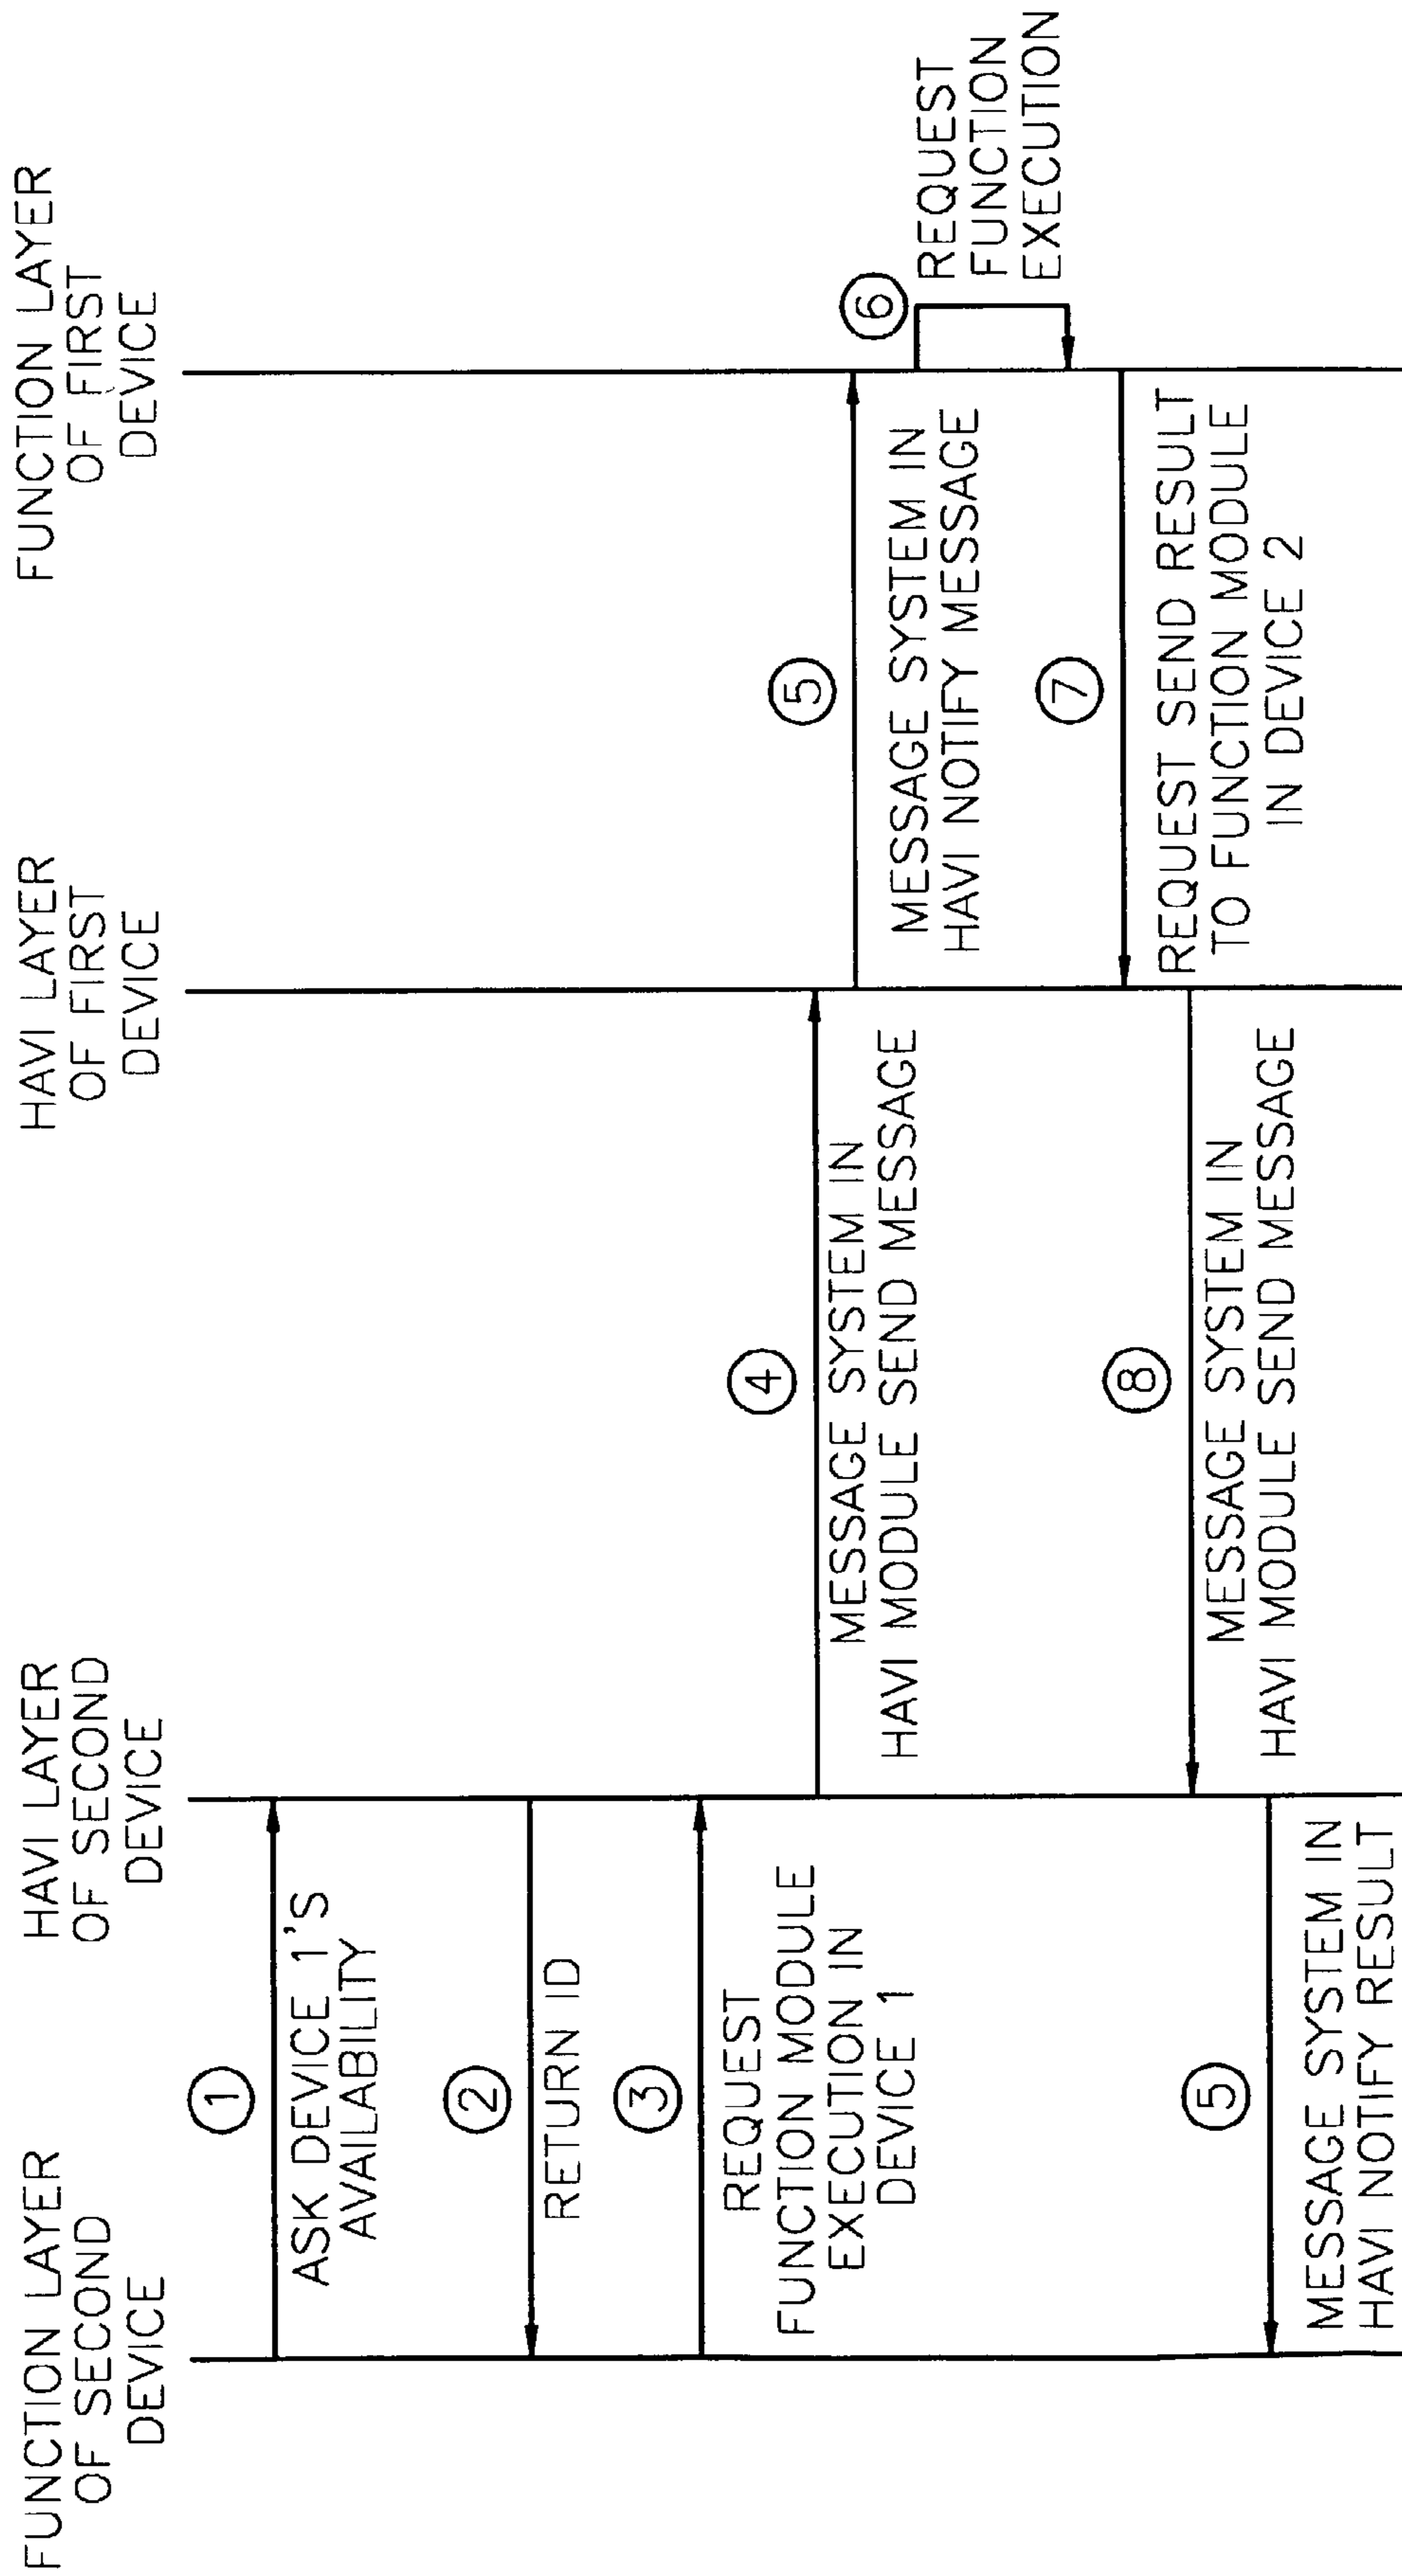 FUNCTION LAYER
OF SECOND
DEVICE
HAVI LAYER
OF SECOND
DEVICE
HAVI LAYER
OF FIRST
DEVICE
FUNCTION LAYER
OF FIRST
DEVICE
1
ASK DEVICE 1'S
AVAILABILITY
2
RETURN ID
3
REQUEST
FUNCTION MODULE
EXECUTION IN
DEVICE 1
4
MESSAGE SYSTEM IN
HAVI MODULE SEND MESSAGE
5
MESSAGE SYSTEM IN
HAVI NOTIFY MESSAGE
6
REQUEST
FUNCTION
EXECUTION
7
REQUEST SEND RESULT
TO FUNCTION MODULE
IN DEVICE 2
8
MESSAGE SYSTEM IN
HAVI MODULE SEND MESSAGE
5
MESSAGE SYSTEM IN
HAVI NOTIFY RESULT